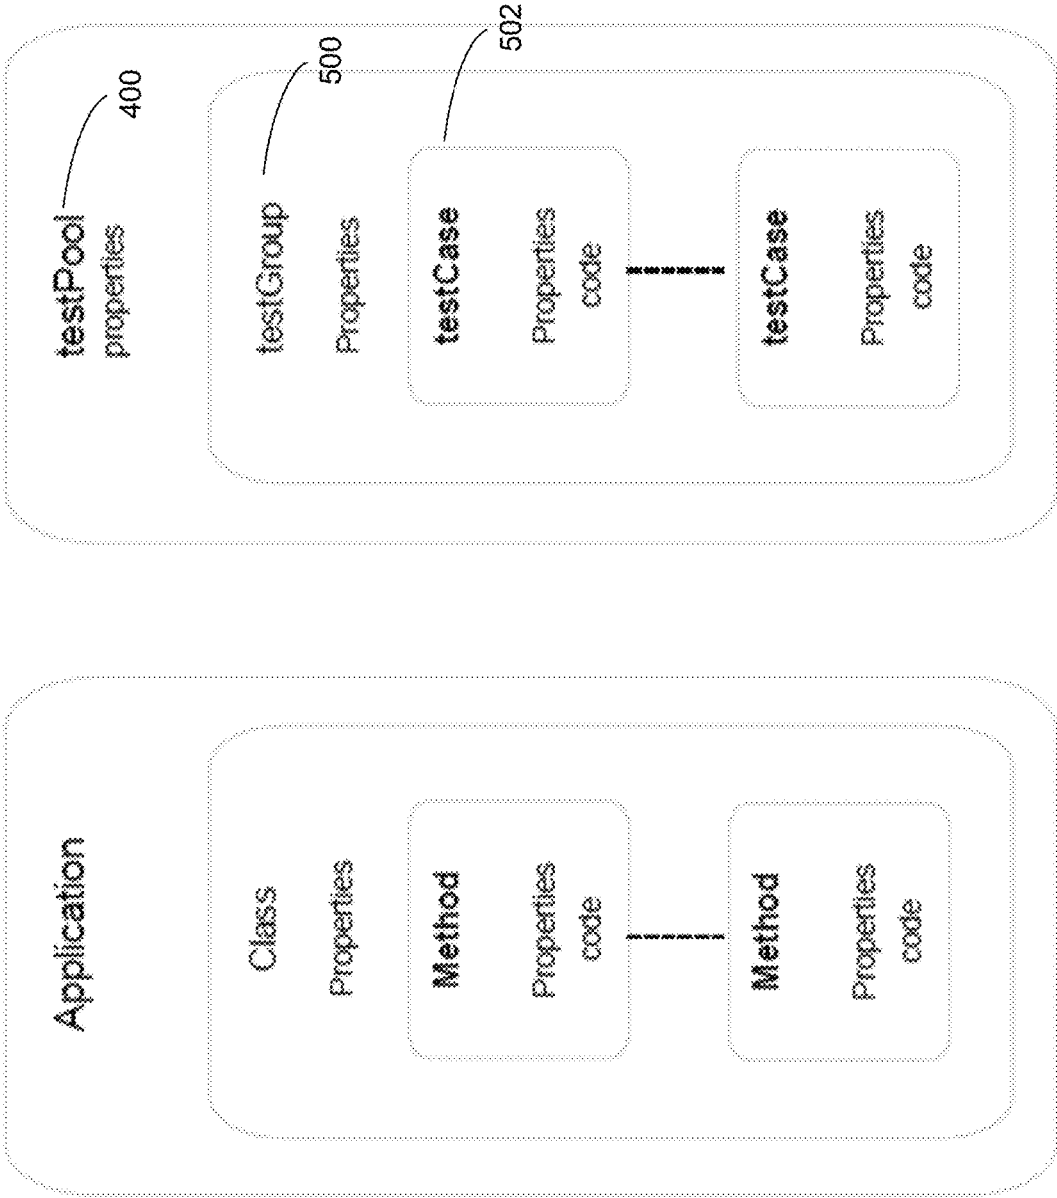 Application
Class
Properties
Method
Properties
code
Method
Properties
code
testPool
properties
400
testGroup
500
Properties
testCase
502
Properties
code
testCase
Properties
code